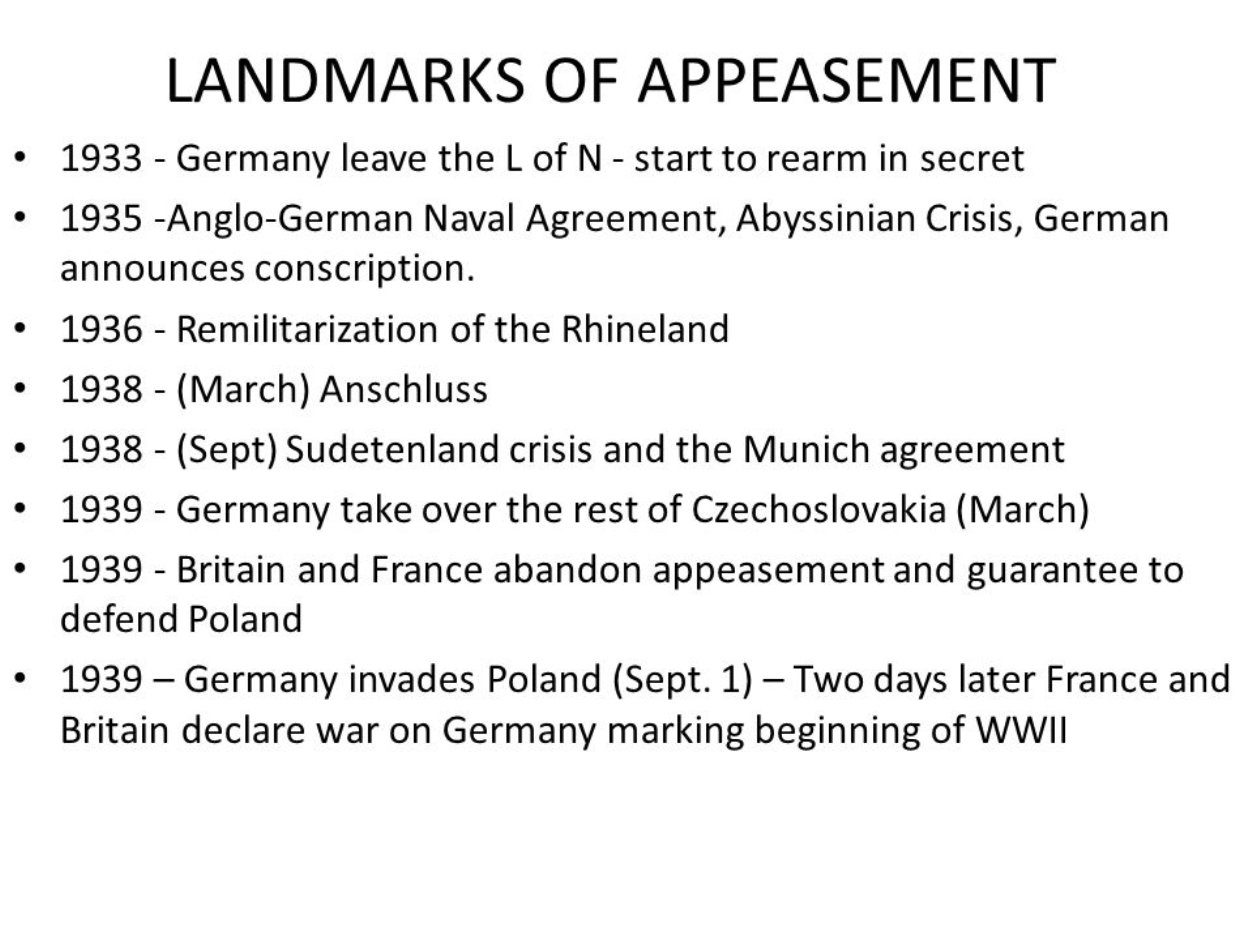 LANDMARKS OF APPEASEMENT
• 1933 - Germany leave the L of N - start to rearm in secret
• 1935 -Anglo-German Naval Agreement, Abyssinian Crisis, German
announces conscription.
• 1936 - Remilitarization of the Rhineland
• 1938 - (March) Anschluss
• 1938 - (Sept) Sudetenland crisis and the Munich agreement
• 1939 - Germany take over the rest of Czechoslovakia (March)
• 1939 - Britain and France abandon appeasement and guarantee to
defend Poland
• 1939 – Germany invades Poland (Sept. 1) – Two days later France and
Britain declare war on Germany marking beginning of WWII